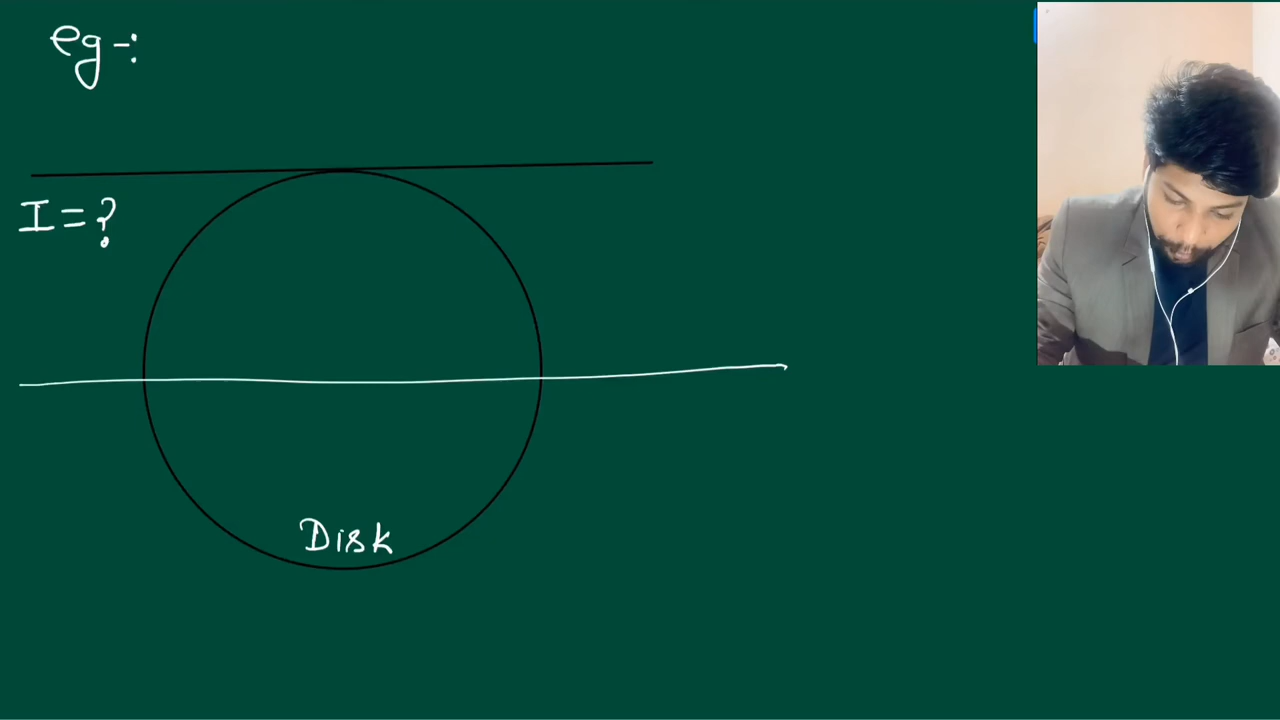 eg -:
I = ?
Disk